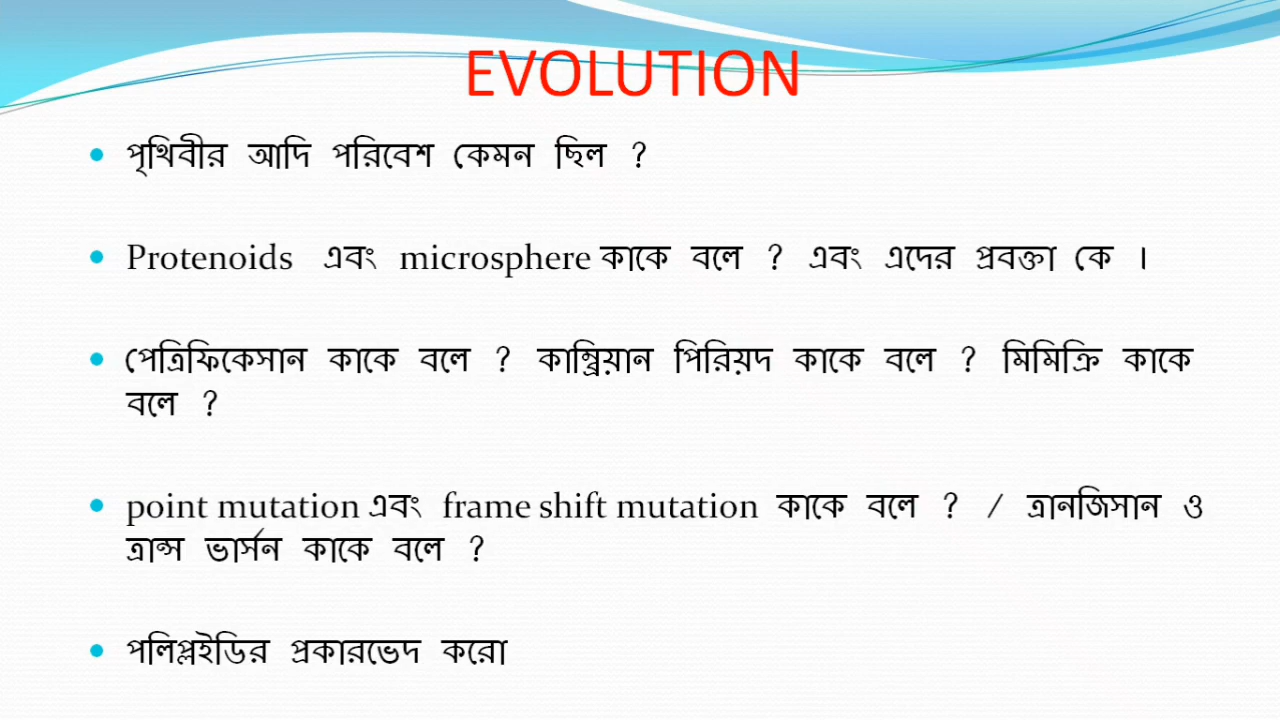 EVOLUTION
• পৃথিবীর আদি পরিবেশ কেমন ছিল ?
• Protenoids এবং microsphere কাকে বলে ? এবং এদের প্রবক্তা কে ।
• পেত্রিফিকেসান কাকে বলে ? কাম্ব্রিয়ান পিরিয়দ কাকে বলে ? মিমিক্রি কাকে
বলে ?
• point mutation এবং frame shift mutation কাকে বলে ? / ত্রানজিসান ও
ত্রান্স ভার্সন কাকে বলে ?
• পলিপ্লইডির প্রকারভেদ করো